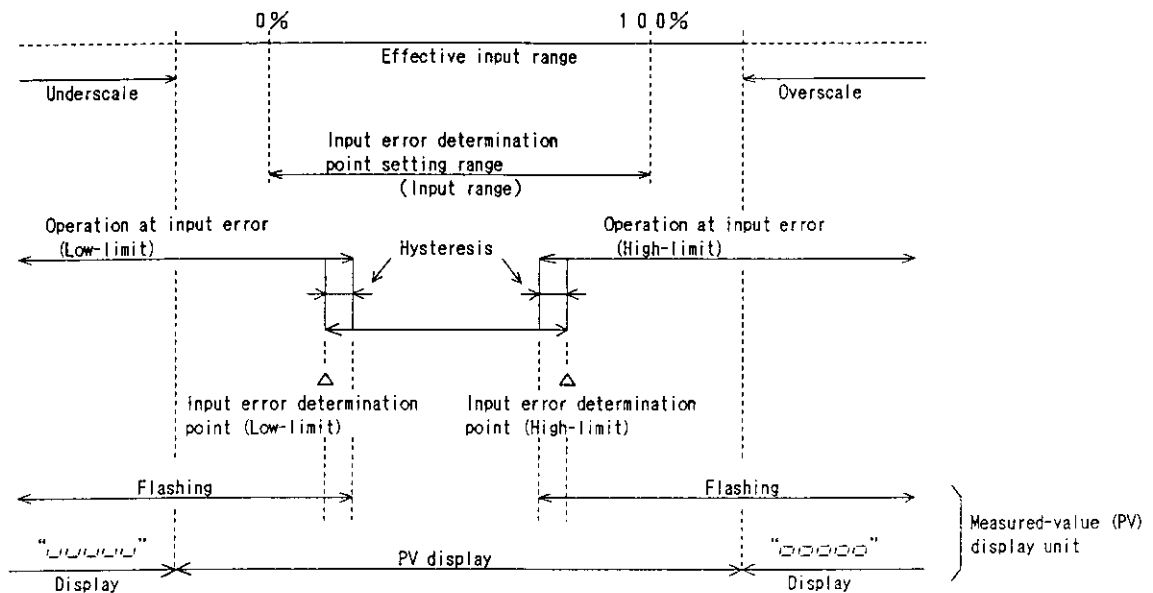 0% 100%
Effective input range
Underscale Overscale
Input error determination
point setting range
(Input range)
Operation at input error
(Low-limit)
Hysteresis
Operation at input error
(High-limit)
Input error determination
point (Low-limit)
Input error determination
point (High-limit)
Flashing Flashing
Measured-value (PV)
display unit
"uuuuu" PV display "ooooo"
Display Display